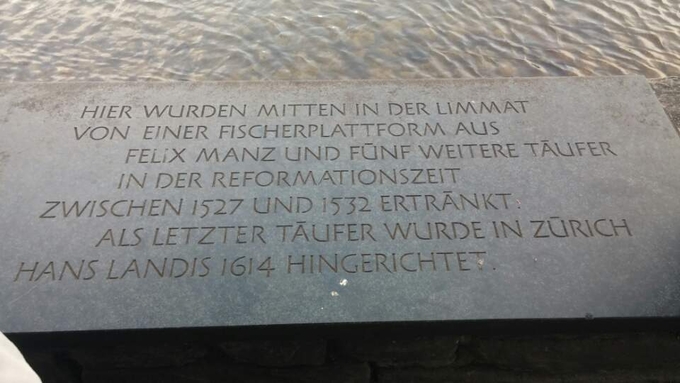 HIER WURDEN MITTEN IN DER LIMMAT
VON EINER FISCHERPLATTFORM AUS
FELIX MANZ UND FÜNF WEITERE TÄUFER
IN DER REFORMATIONSZEIT
ZWISCHEN 1527 UND 1532 ERTRÄNKT.
ALS LETZTER TÄUFER WURDE IN ZÜRICH
HANS LANDIS 1614 HINGERICHTET.